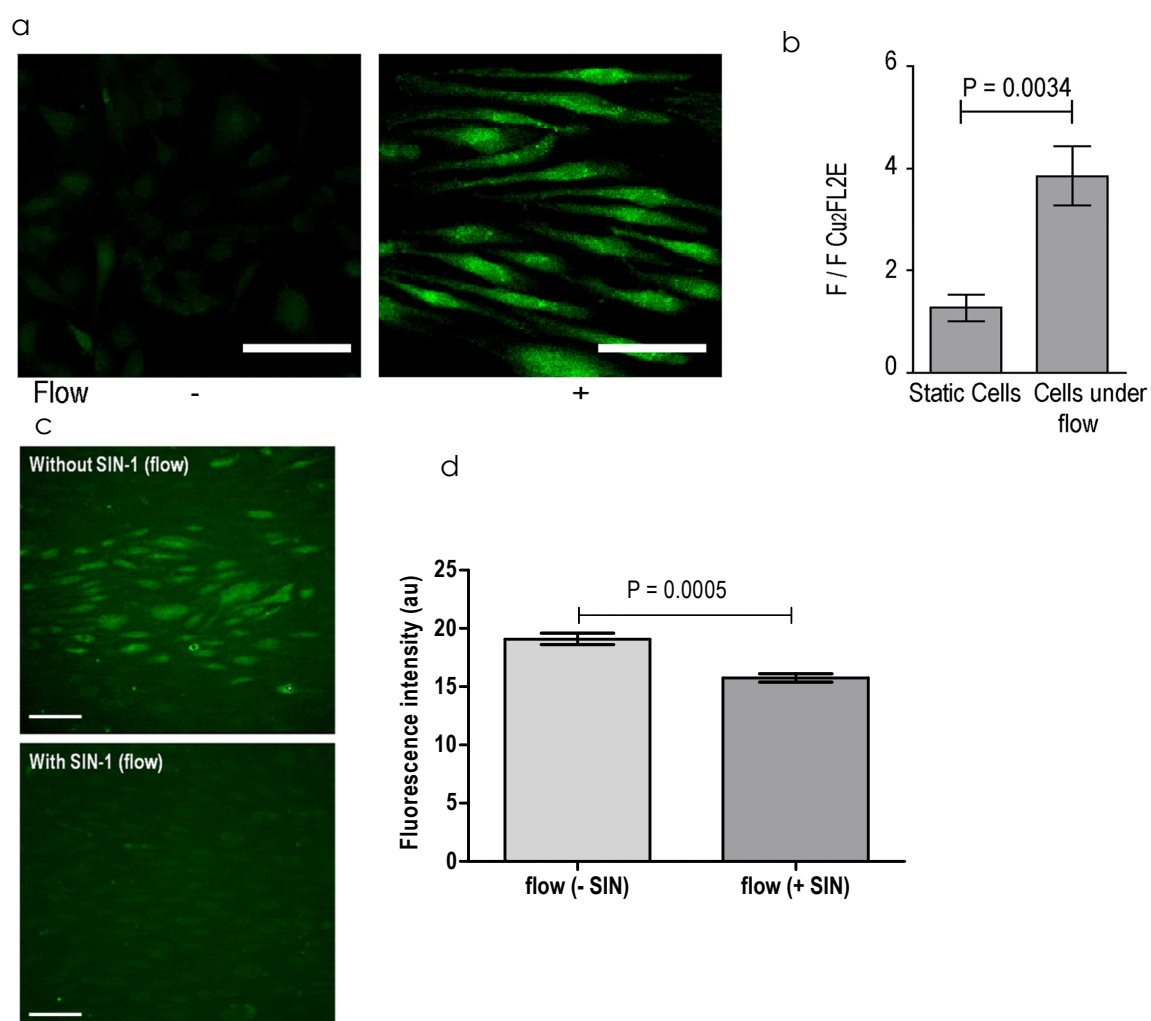 a
Flow - +
b
6
4
2
0
F / F Cu₂FL2E
P = 0.0034
Static Cells
Cells under
flow
c
Without SIN-1 (flow)
With SIN-1 (flow)
d
25
20
15
10
5
0
Fluorescence intensity (au)
P = 0.0005
flow (- SIN)
flow (+ SIN)